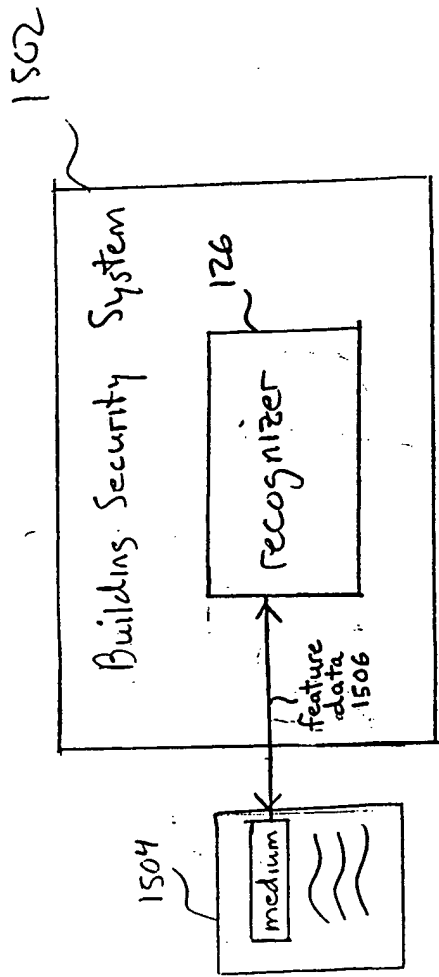 1502
Building Security System
126
recognizer
feature
data
1506
1504
medium